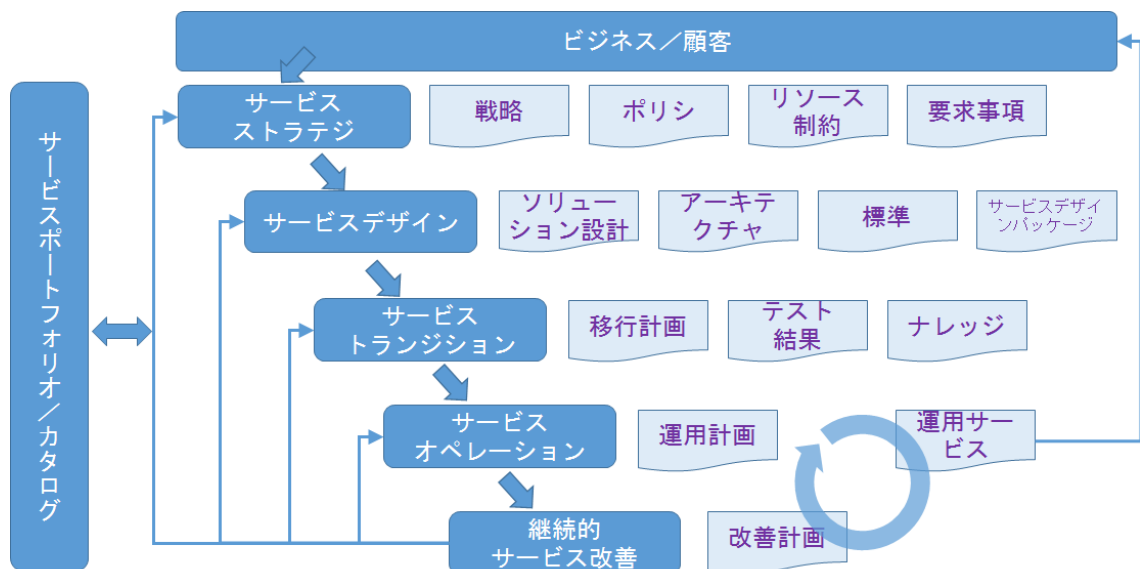 ビジネス／顧客
サービスポートフォリオ／カタログ
サービス
ストラテジ
戦略
ポリシ
リソース
制約
要求事項
サービスデザイン
ソリュー
ション設計
アーキテ
クチャ
標準
サービスデザイ
ンパッケージ
サービス
トランジション
移行計画
テスト
結果
ナレッジ
サービス
オペレーション
運用計画
運用サー
ビス
継続的
サービス改善
改善計画